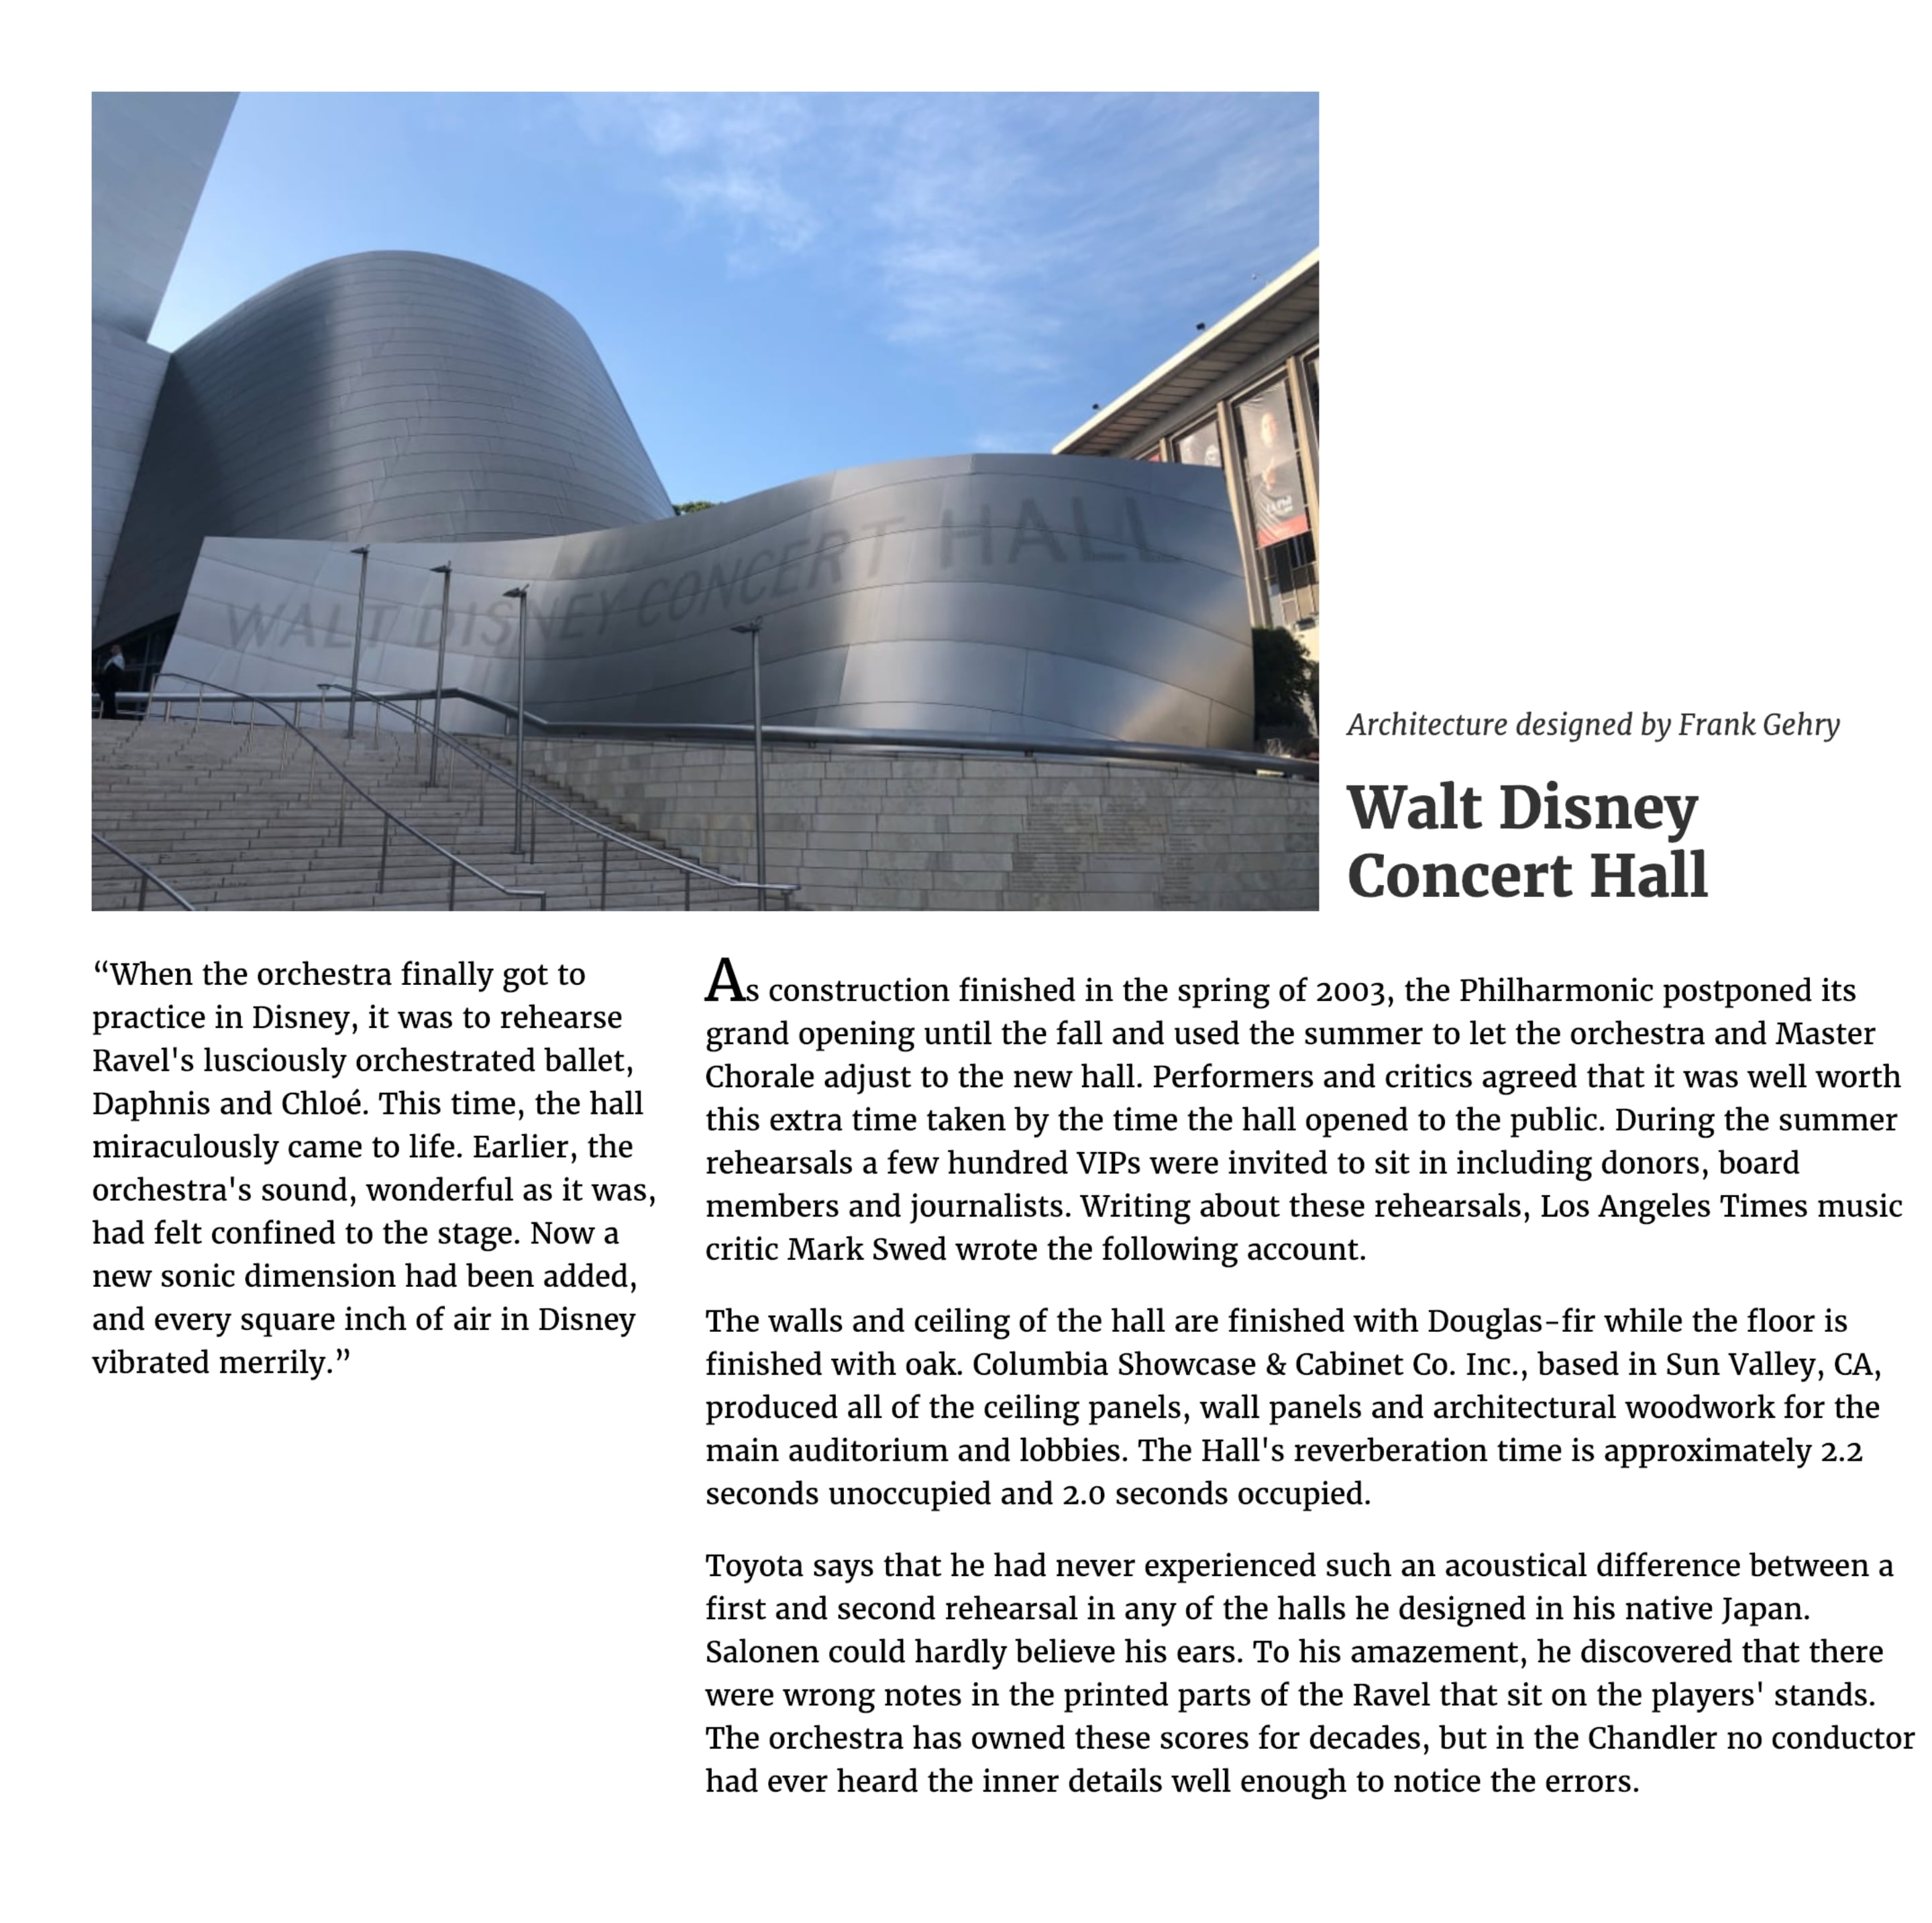 WALT DISNEY CONCERT HALL
Architecture designed by Frank Gehry
Walt Disney
Concert Hall
“When the orchestra finally got to
practice in Disney, it was to rehearse
Ravel's lusciously orchestrated ballet,
Daphnis and Chloé. This time, the hall
miraculously came to life. Earlier, the
orchestra's sound, wonderful as it was,
had felt confined to the stage. Now a
new sonic dimension had been added,
and every square inch of air in Disney
vibrated merrily.”
As construction finished in the spring of 2003, the Philharmonic postponed its
grand opening until the fall and used the summer to let the orchestra and Master
Chorale adjust to the new hall. Performers and critics agreed that it was well worth
this extra time taken by the time the hall opened to the public. During the summer
rehearsals a few hundred VIPs were invited to sit in including donors, board
members and journalists. Writing about these rehearsals, Los Angeles Times music
critic Mark Swed wrote the following account.
The walls and ceiling of the hall are finished with Douglas-fir while the floor is
finished with oak. Columbia Showcase & Cabinet Co. Inc., based in Sun Valley, CA,
produced all of the ceiling panels, wall panels and architectural woodwork for the
main auditorium and lobbies. The Hall's reverberation time is approximately 2.2
seconds unoccupied and 2.0 seconds occupied.
Toyota says that he had never experienced such an acoustical difference between a
first and second rehearsal in any of the halls he designed in his native Japan.
Salonen could hardly believe his ears. To his amazement, he discovered that there
were wrong notes in the printed parts of the Ravel that sit on the players' stands.
The orchestra has owned these scores for decades, but in the Chandler no conductor
had ever heard the inner details well enough to notice the errors.